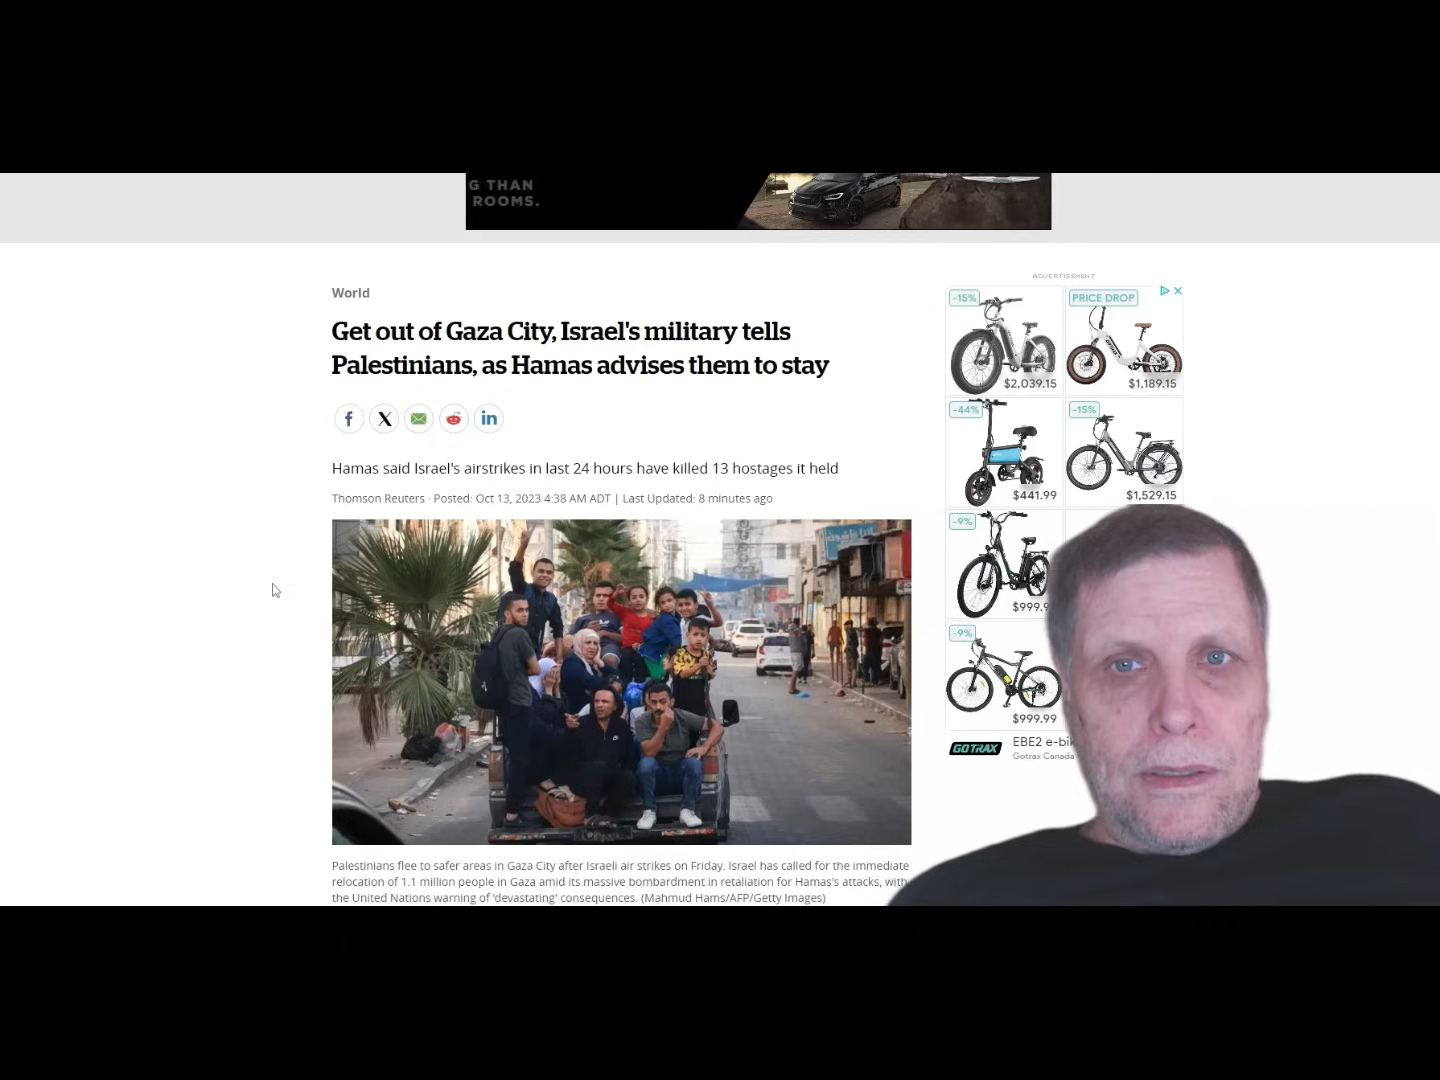 G THAN
ROOMS.
ADVERTISEMENT
World
Get out of Gaza City, Israel's military tells
Palestinians, as Hamas advises them to stay
Hamas said Israel's airstrikes in last 24 hours have killed 13 hostages it held
Thomson Reuters · Posted: Oct 13, 2023 4:38 AM ADT | Last Updated: 8 minutes ago
Palestinians flee to safer areas in Gaza City after Israeli air strikes on Friday. Israel has called for the immediate
relocation of 1.1 million people in Gaza amid its massive bombardment in retaliation for Hamas's attacks, with
the United Nations warning of 'devastating' consequences. (Mahmud Hams/AFP/Getty Images)
-15%
$2,039.15
PRICE DROP
$1,189.15
-44%
$441.99
-15%
$1,529.15
-9%
$999.9
-9%
$999.99
GOTRAX
EBE2 e-bik
Gotrax Canada